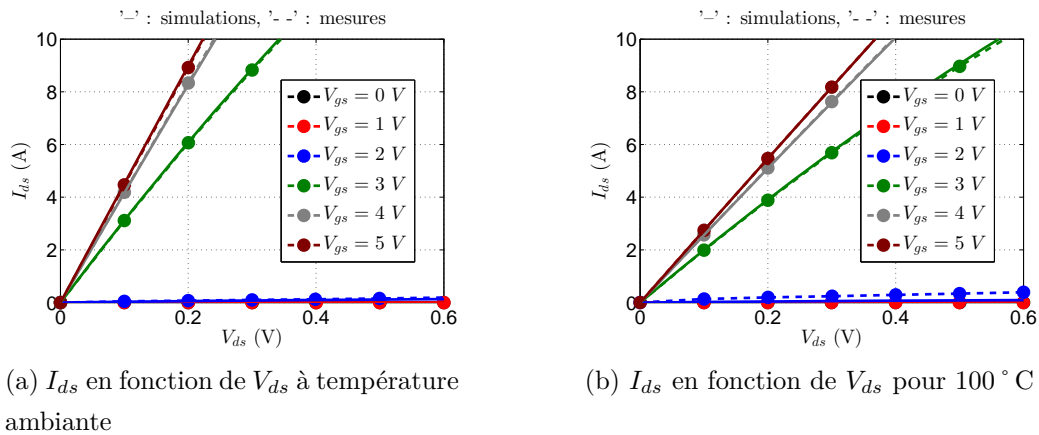 '–' : simulations, '- -' : mesures
10
8
6
4
2
0
I_ds (A)
0
0.2
0.4
0.6
V_ds (V)
V_gs = 0 V
V_gs = 1 V
V_gs = 2 V
V_gs = 3 V
V_gs = 4 V
V_gs = 5 V
(a) I_ds en fonction de V_ds à température
ambiante
'–' : simulations, '- -' : mesures
10
8
6
4
2
0
I_ds (A)
0
0.2
0.4
0.6
V_ds (V)
V_gs = 0 V
V_gs = 1 V
V_gs = 2 V
V_gs = 3 V
V_gs = 4 V
V_gs = 5 V
(b) I_ds en fonction de V_ds pour 100 ° C